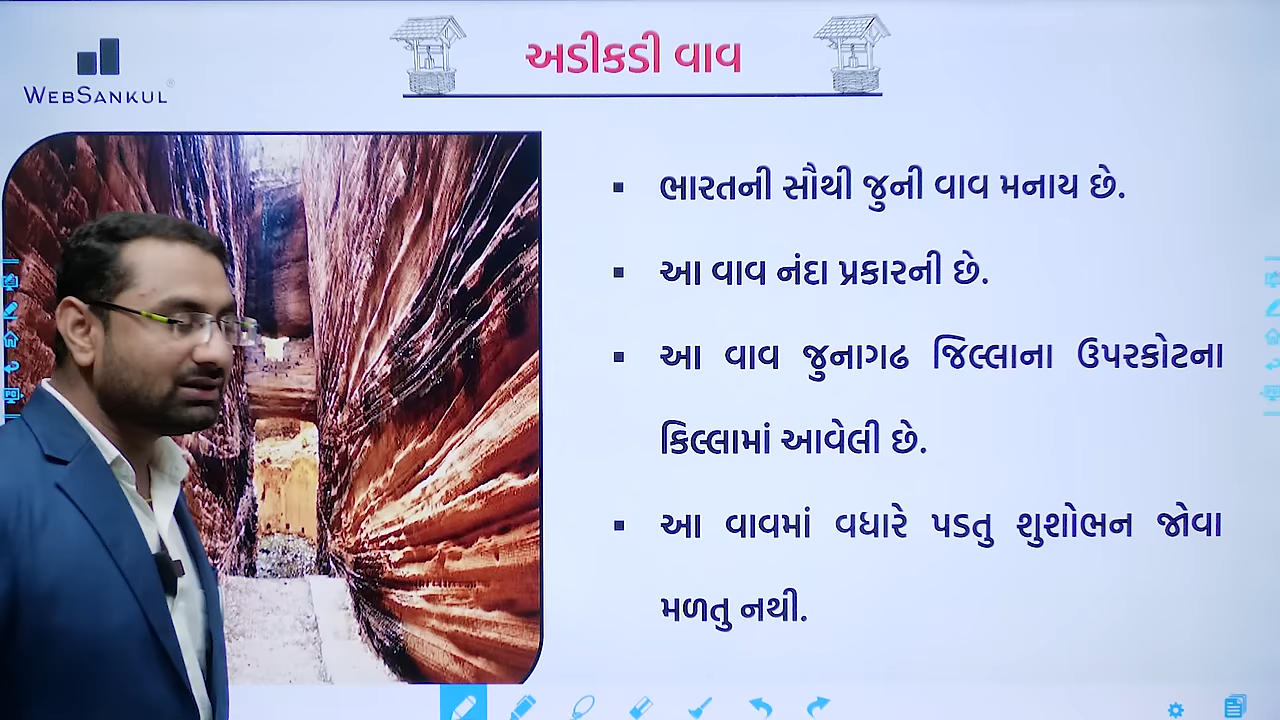 WEBSANKUL
અડીકડી વાવ
▪ ભારતની સૌથી જુની વાવ મનાય છે.
▪ આ વાવ નંદા પ્રકારની છે.
▪ આ વાવ જુનાગઢ જિલ્લાના ઉપરકોટના
કિલ્લામાં આવેલી છે.
▪ આ વાવમાં વધારે પડતુ શુશોભન જોવા
મળતુ નથી.